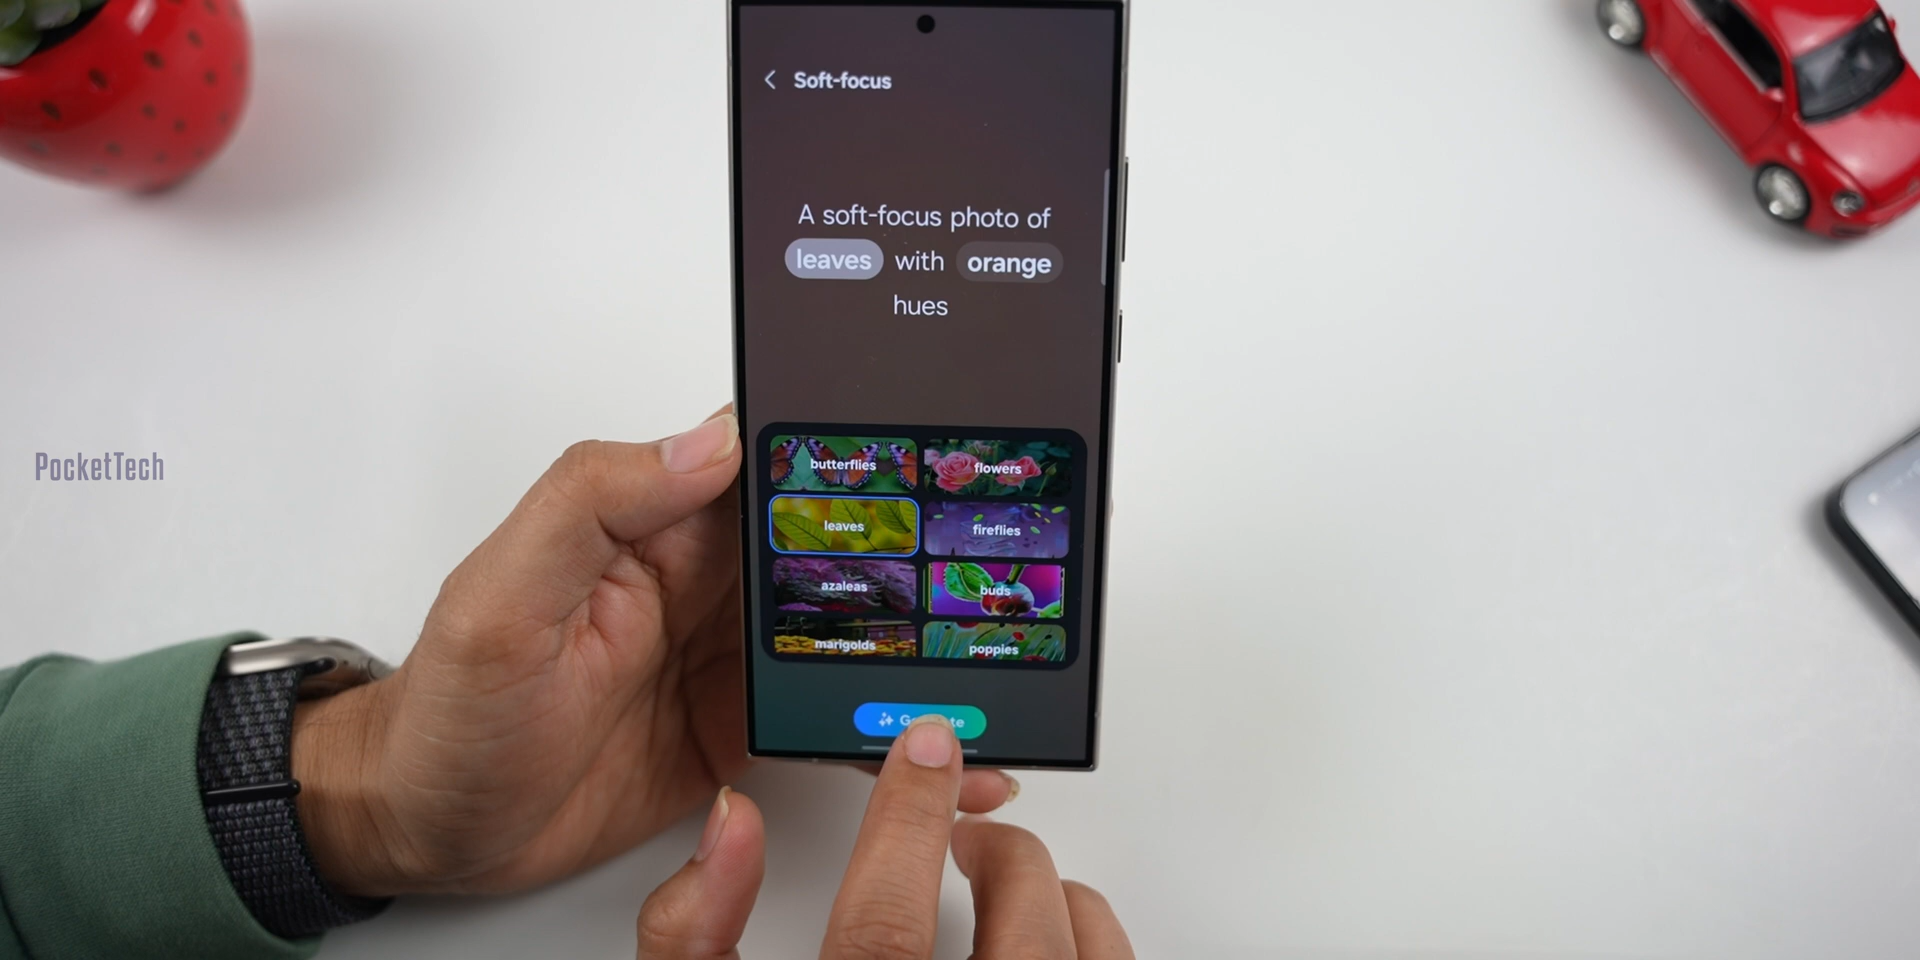 Soft-focus
A soft-focus photo of
leaves with orange
hues
butterflies
flowers
leaves
fireflies
azaleas
buds
marigolds
poppies
PocketTech